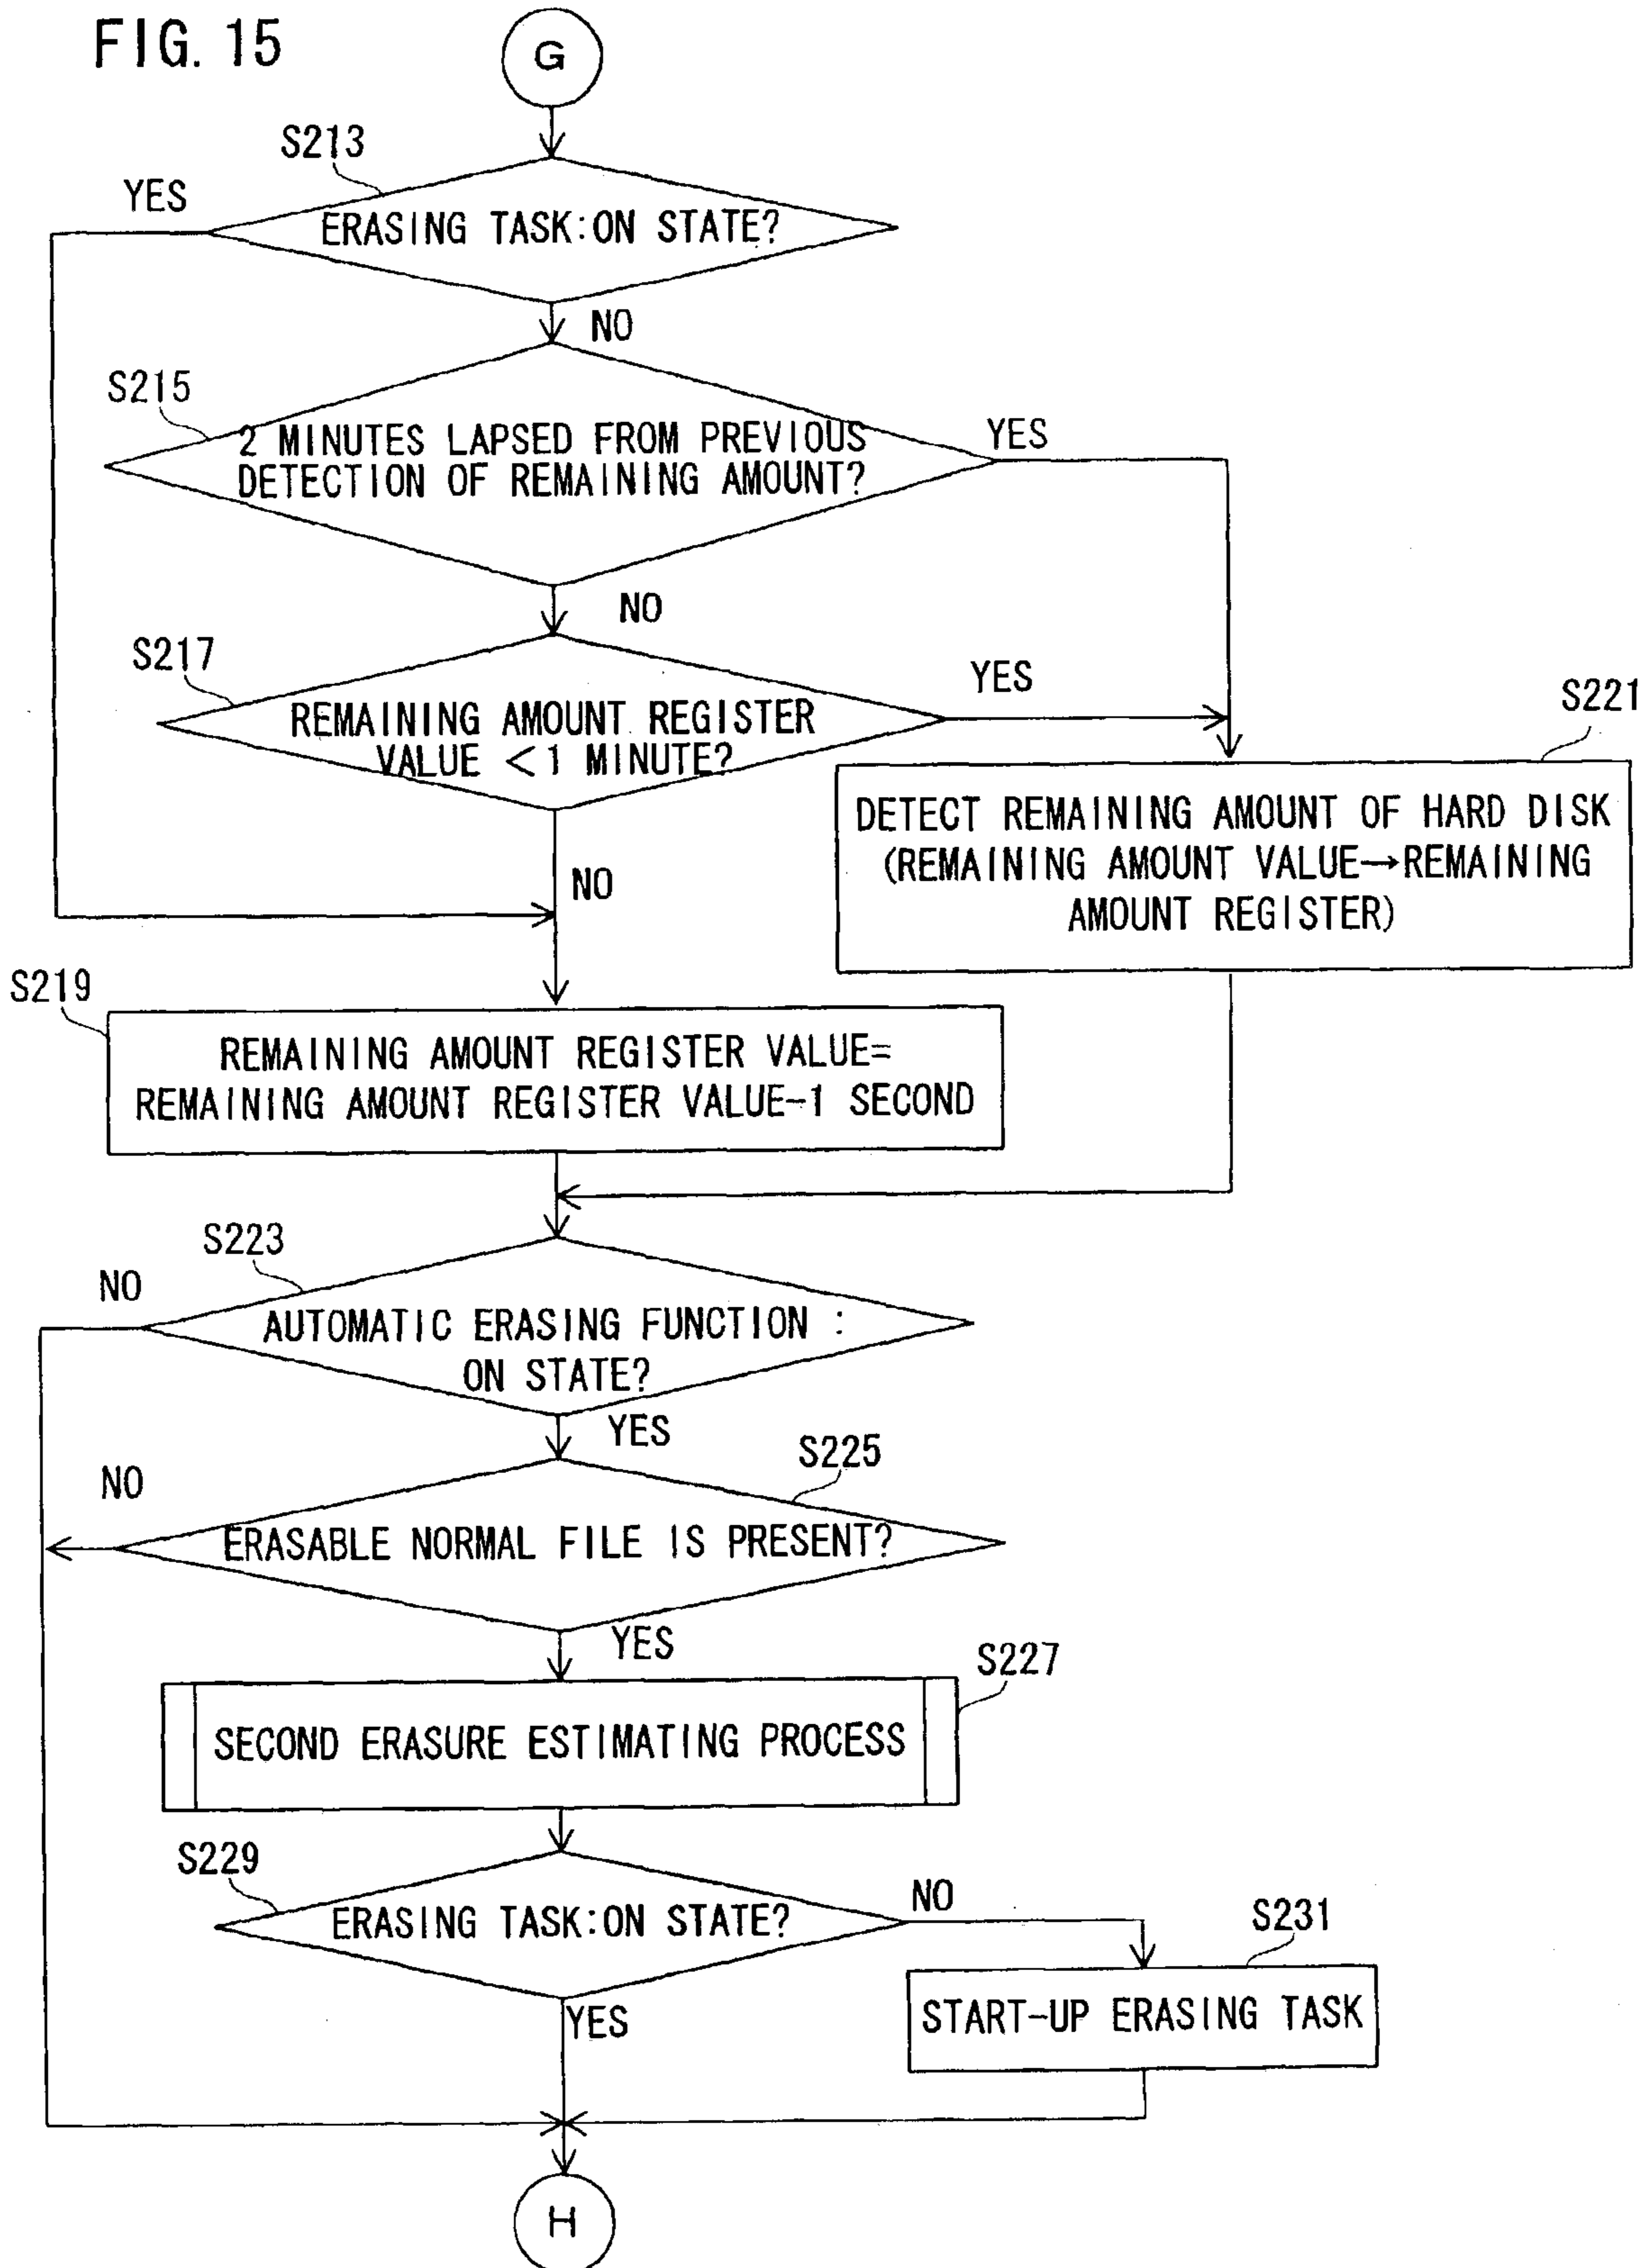 FIG. 15
G
S213
YES
ERASING TASK:ON STATE?
NO
S215
2 MINUTES LAPSED FROM PREVIOUS
DETECTION OF REMAINING AMOUNT?
YES
NO
S217
REMAINING AMOUNT REGISTER
VALUE <1 MINUTE?
YES
NO
S221
DETECT REMAINING AMOUNT OF HARD DISK
(REMAINING AMOUNT VALUE→REMAINING
AMOUNT REGISTER)
S219
REMAINING AMOUNT REGISTER VALUE=
REMAINING AMOUNT REGISTER VALUE-1 SECOND
S223
NO
AUTOMATIC ERASING FUNCTION :
ON STATE?
YES
S225
NO
ERASABLE NORMAL FILE IS PRESENT?
YES
S227
SECOND ERASURE ESTIMATING PROCESS
S229
ERASING TASK:ON STATE?
NO
YES
S231
START-UP ERASING TASK
H